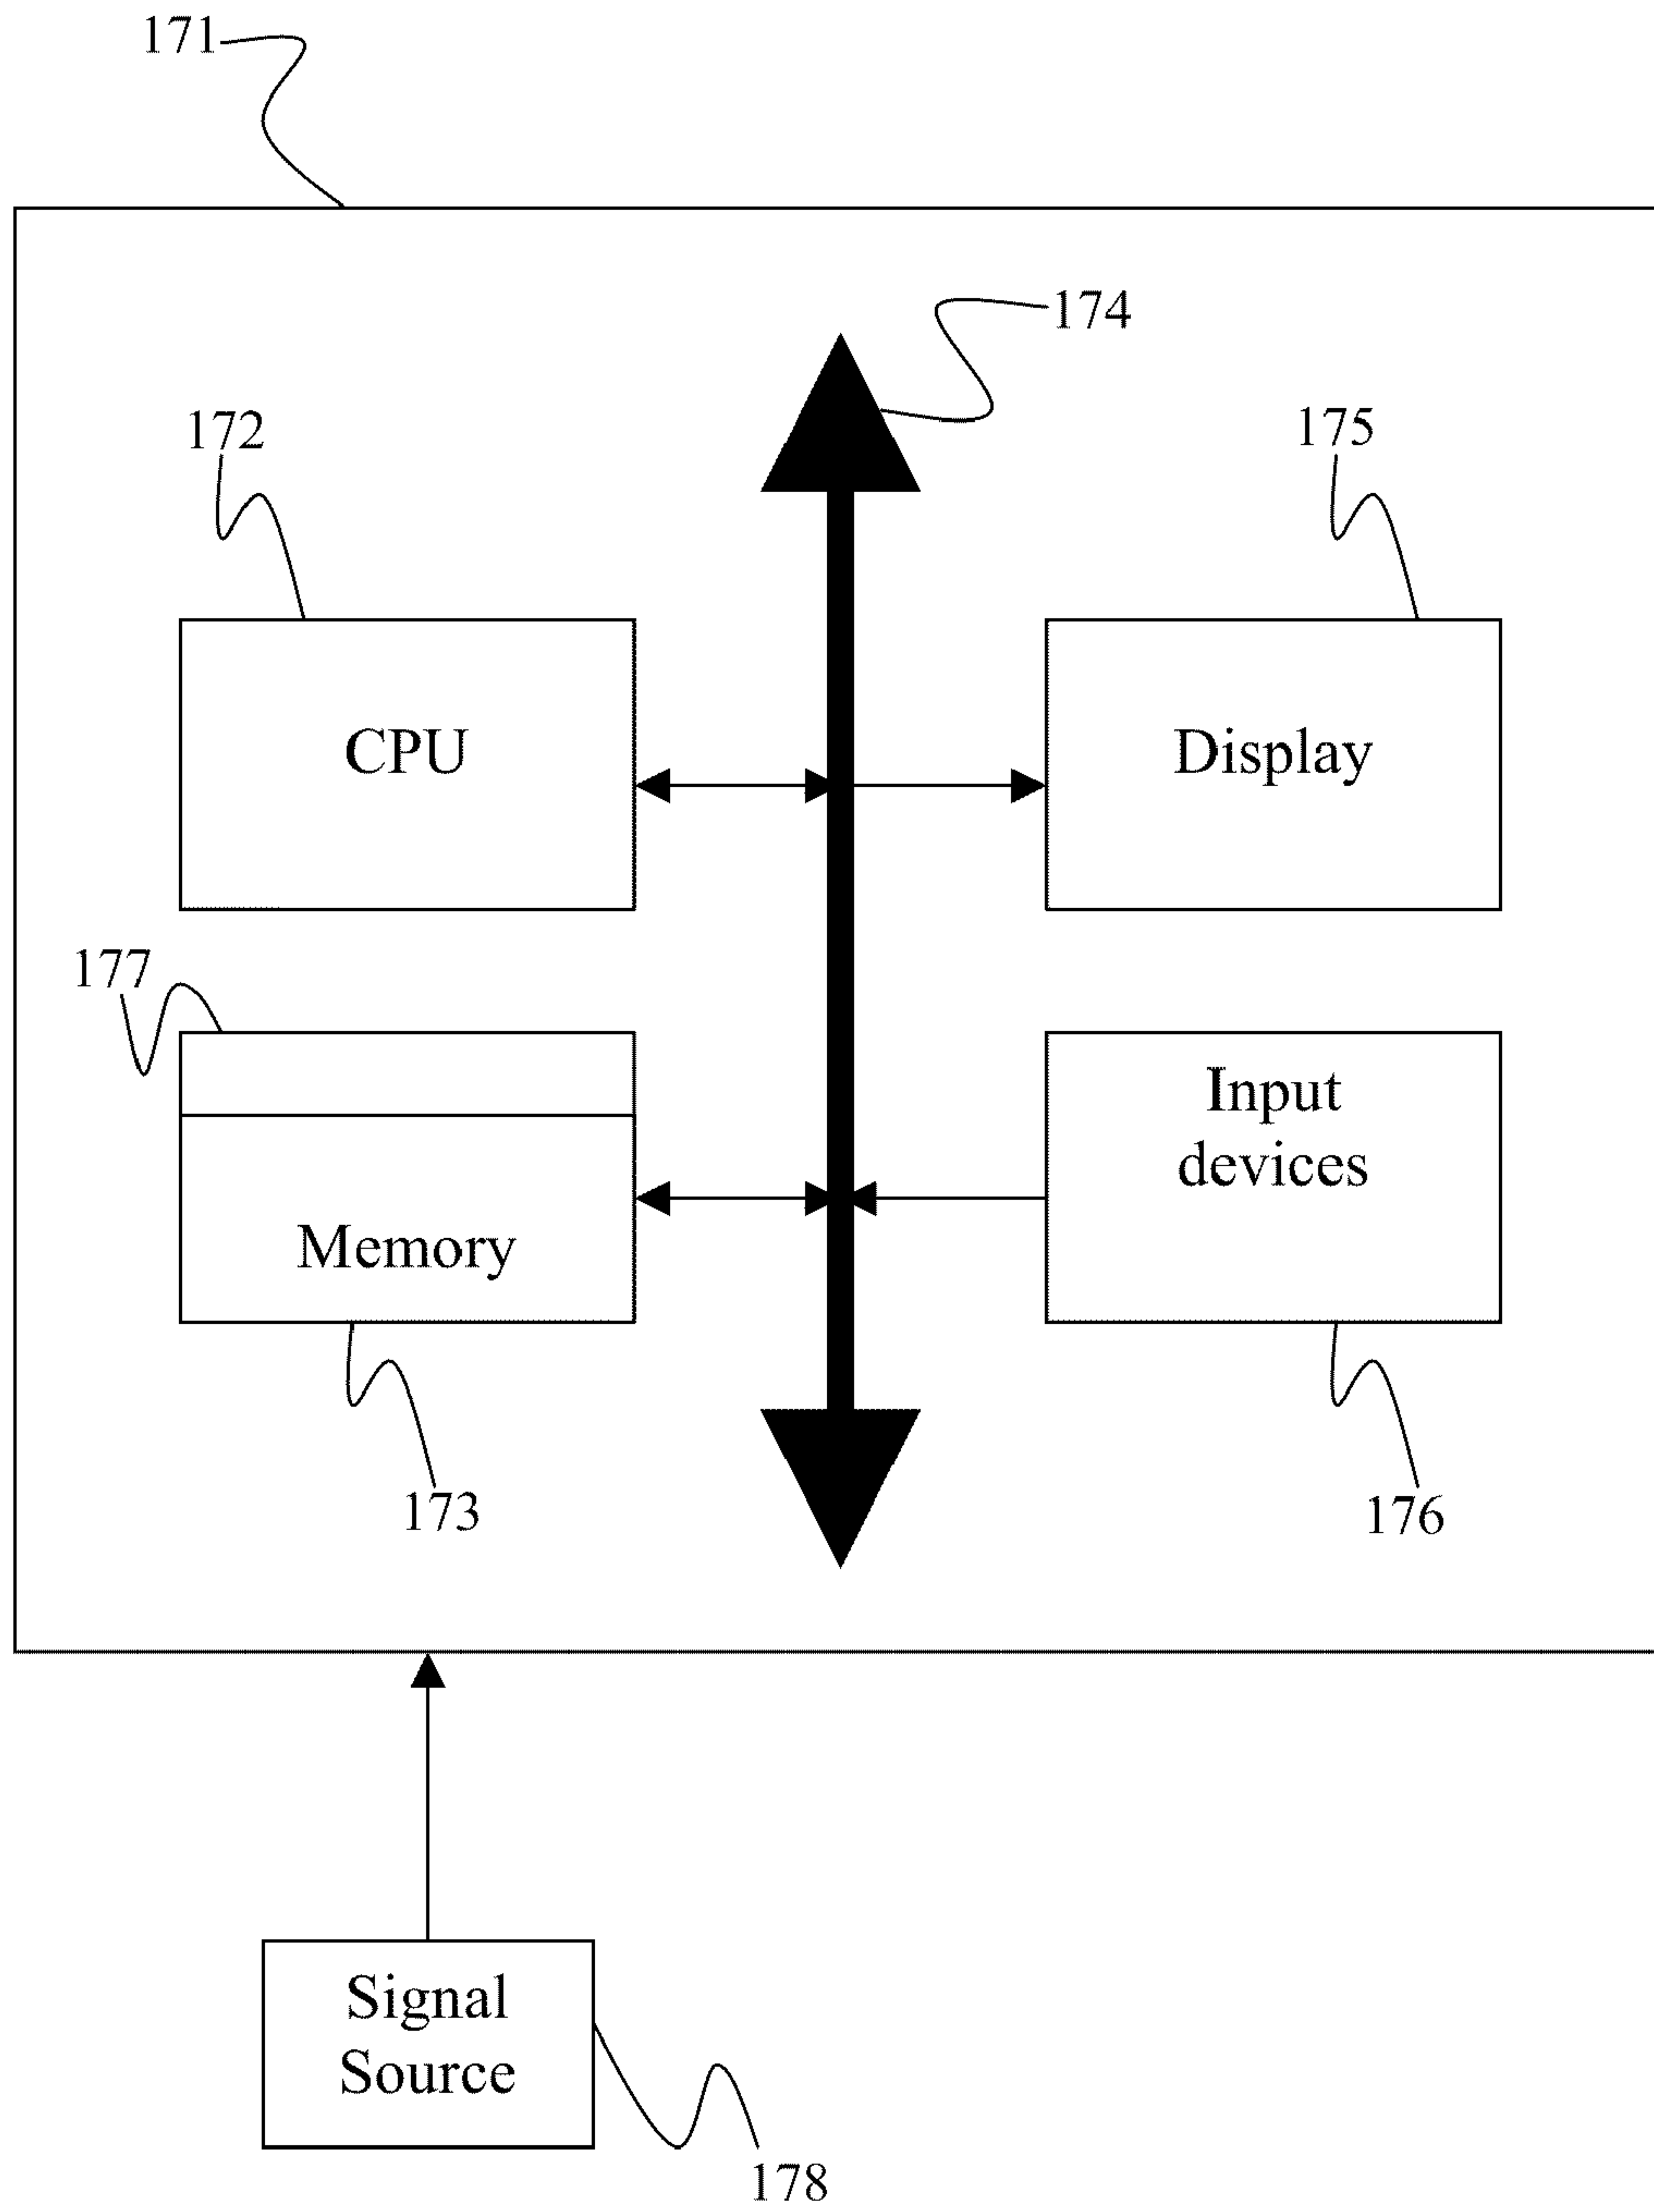 171
174
172
175
CPU
Display
177
Input
devices
Memory
173
176
Signal
Source
178